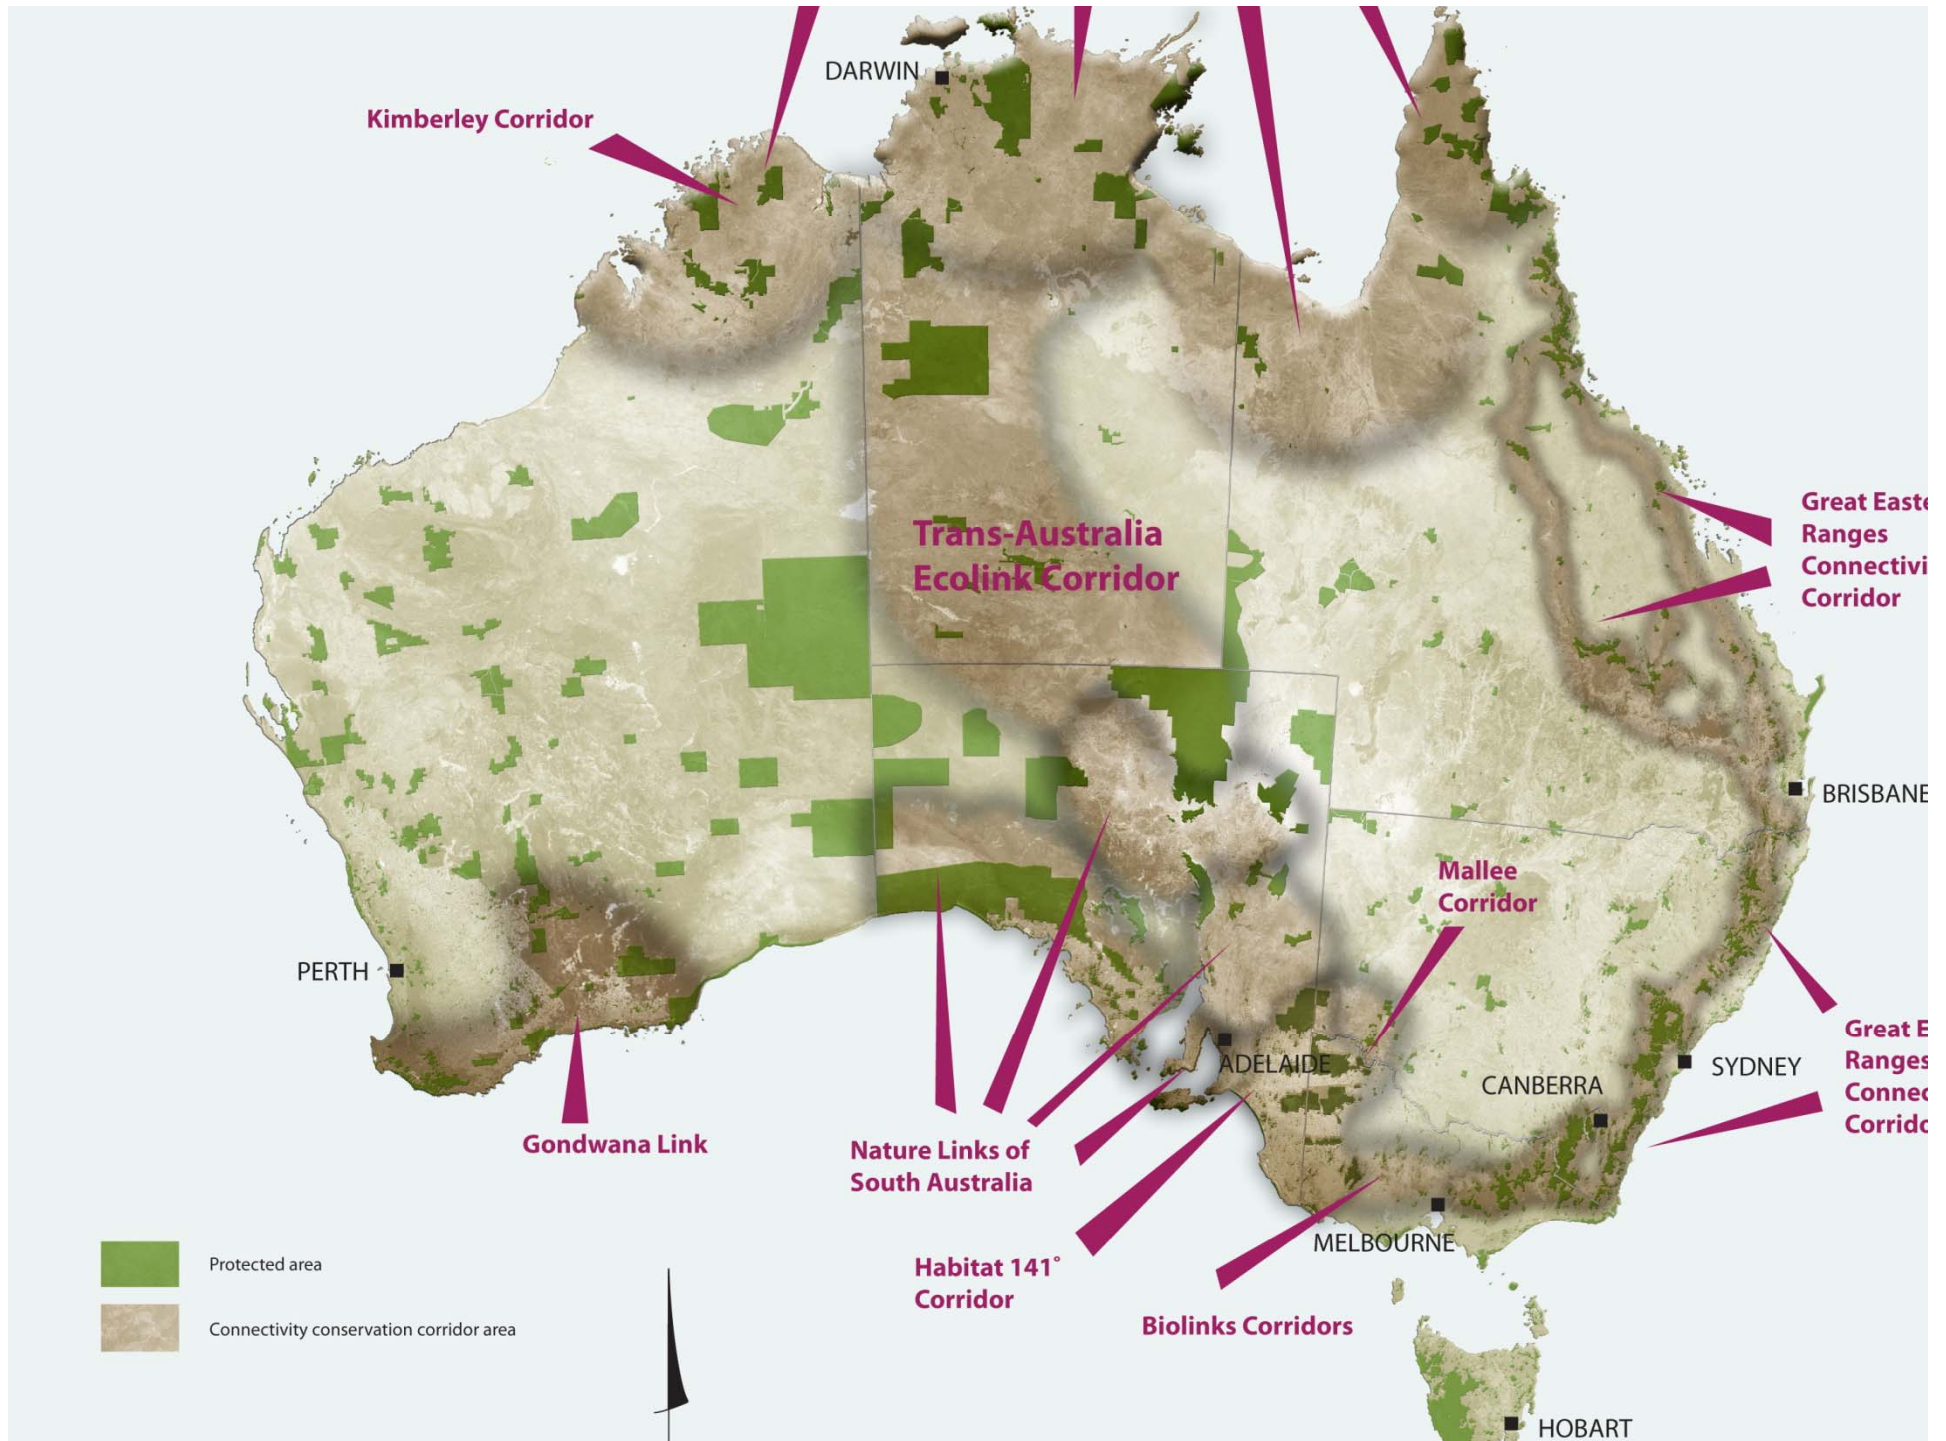 DARWIN
Kimberley Corridor
Trans-Australia
Ecolink Corridor
Great Easte
Ranges
Connectivi
Corridor
BRISBANE
Mallee
Corridor
PERTH
ADELAIDE
CANBERRA
SYDNEY
Great E
Ranges
Connec
Corrido
Gondwana Link
Nature Links of
South Australia
MELBOURNE
Habitat 141°
Corridor
Biolinks Corridors
Protected area
Connectivity conservation corridor area
HOBART